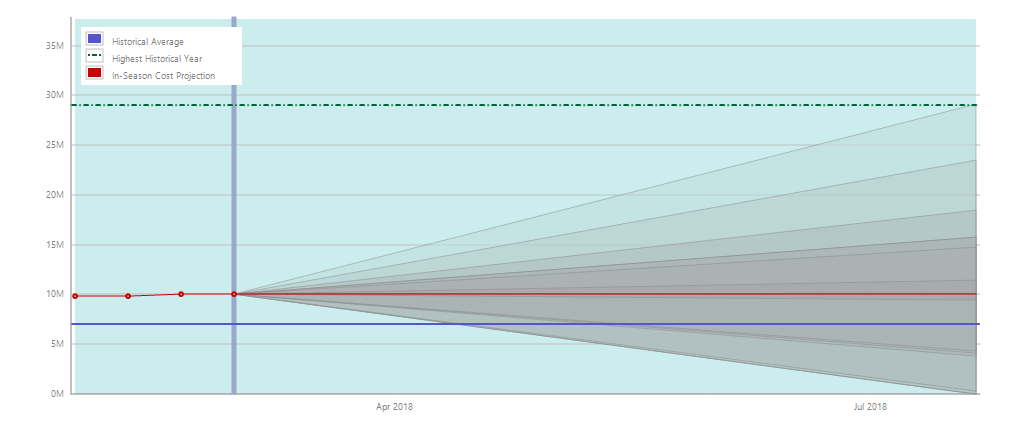 Historical Average
Highest Historical Year
In-Season Cost Projection
35M
30M
25M
20M
15M
10M
5M
0M
Apr 2018
Jul 2018